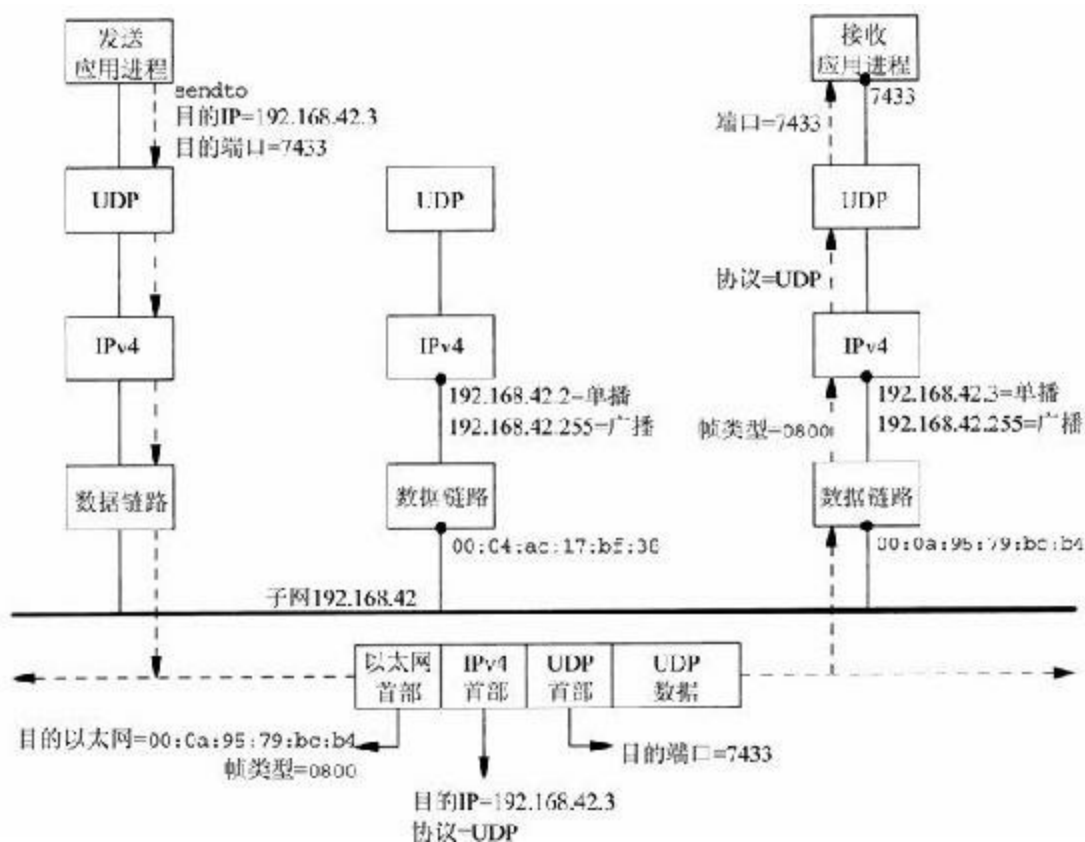 发送
应用进程
sendto
目的IP=192.168.42.3
目的端口=7433
接收
应用进程
7433
端口=7433
UDP
UDP
UDP
协议=UDP
IPv4
IPv4
IPv4
192.168.42.2=单播
192.168.42.255=广播
192.168.42.3=单播
192.168.42.255=广播
帧类型=0800
数据链路
数据链路
数据链路
00:04:ac:17:bf:38
00:0a:95:79:bc:b4
子网192.168.42
以太网
首部
IPv4
首部
UDP
首部
UDP
数据
目的以太网=00:0a:95:79:bc:b4
帧类型=0800
目的端口=7433
目的IP=192.168.42.3
协议=UDP